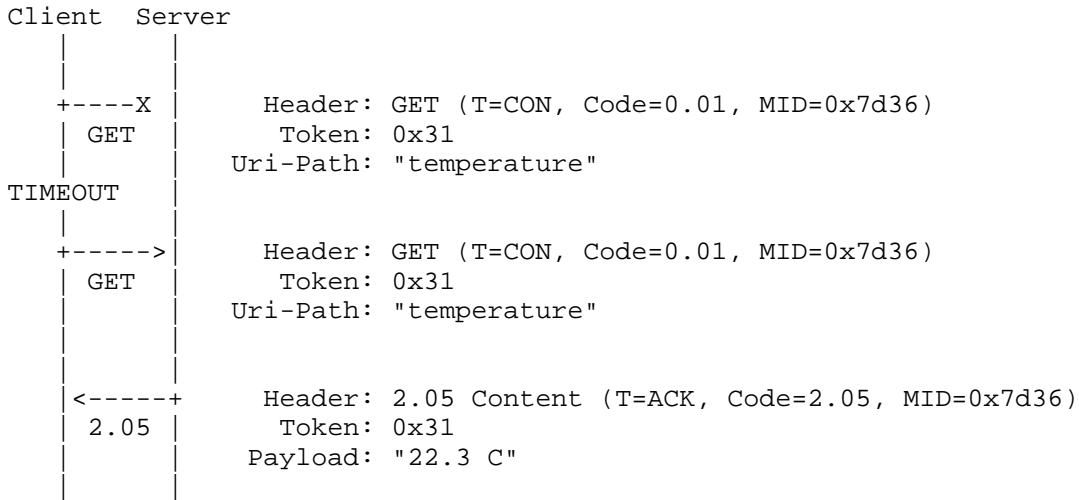 Client Server
+----X | Header: GET (T=CON, Code=0.01, MID=0x7d36)
| GET | Token: 0x31
| | Uri-Path: "temperature"
TIMEOUT |
+----->| Header: GET (T=CON, Code=0.01, MID=0x7d36)
| GET | Token: 0x31
| | Uri-Path: "temperature"
|<-----+ Header: 2.05 Content (T=ACK, Code=2.05, MID=0x7d36)
| 2.05 | Token: 0x31
| | Payload: "22.3 C"